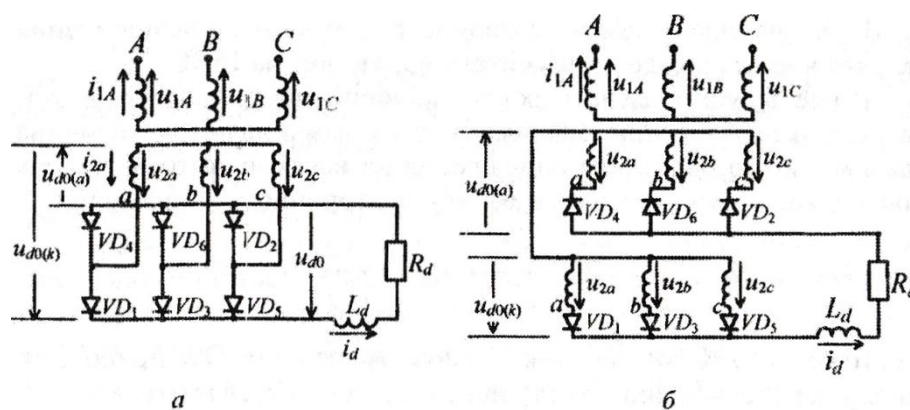 A B C
i1A u1A u1B u1C
ud0(a) i2a u2a u2b u2c
a b c
VD4 VD6 VD2
ud0(k) ud0 Rd
VD1 VD3 VD5 Ld
id
а
A B C
i1A u1A u1B u1C
ud0(a) u2a u2b u2c
a b c
VD4 VD6 VD2
ud0(k) u2a u2b u2c
a b c Ld
VD1 VD3 VD5
id
б